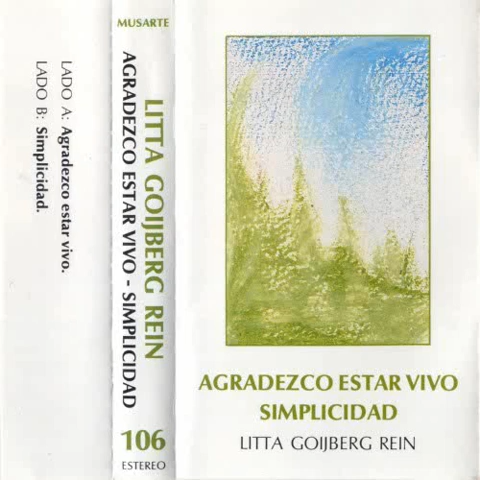 LADO A: Agradezco estar vivo.
LADO B: Simplicidad.
MUSARTE
LITTA GOIJBERG REIN
AGRADEZCO ESTAR VIVO - SIMPLICIDAD
106
ESTEREO
AGRADEZCO ESTAR VIVO
SIMPLICIDAD
LITTA GOIJBERG REIN